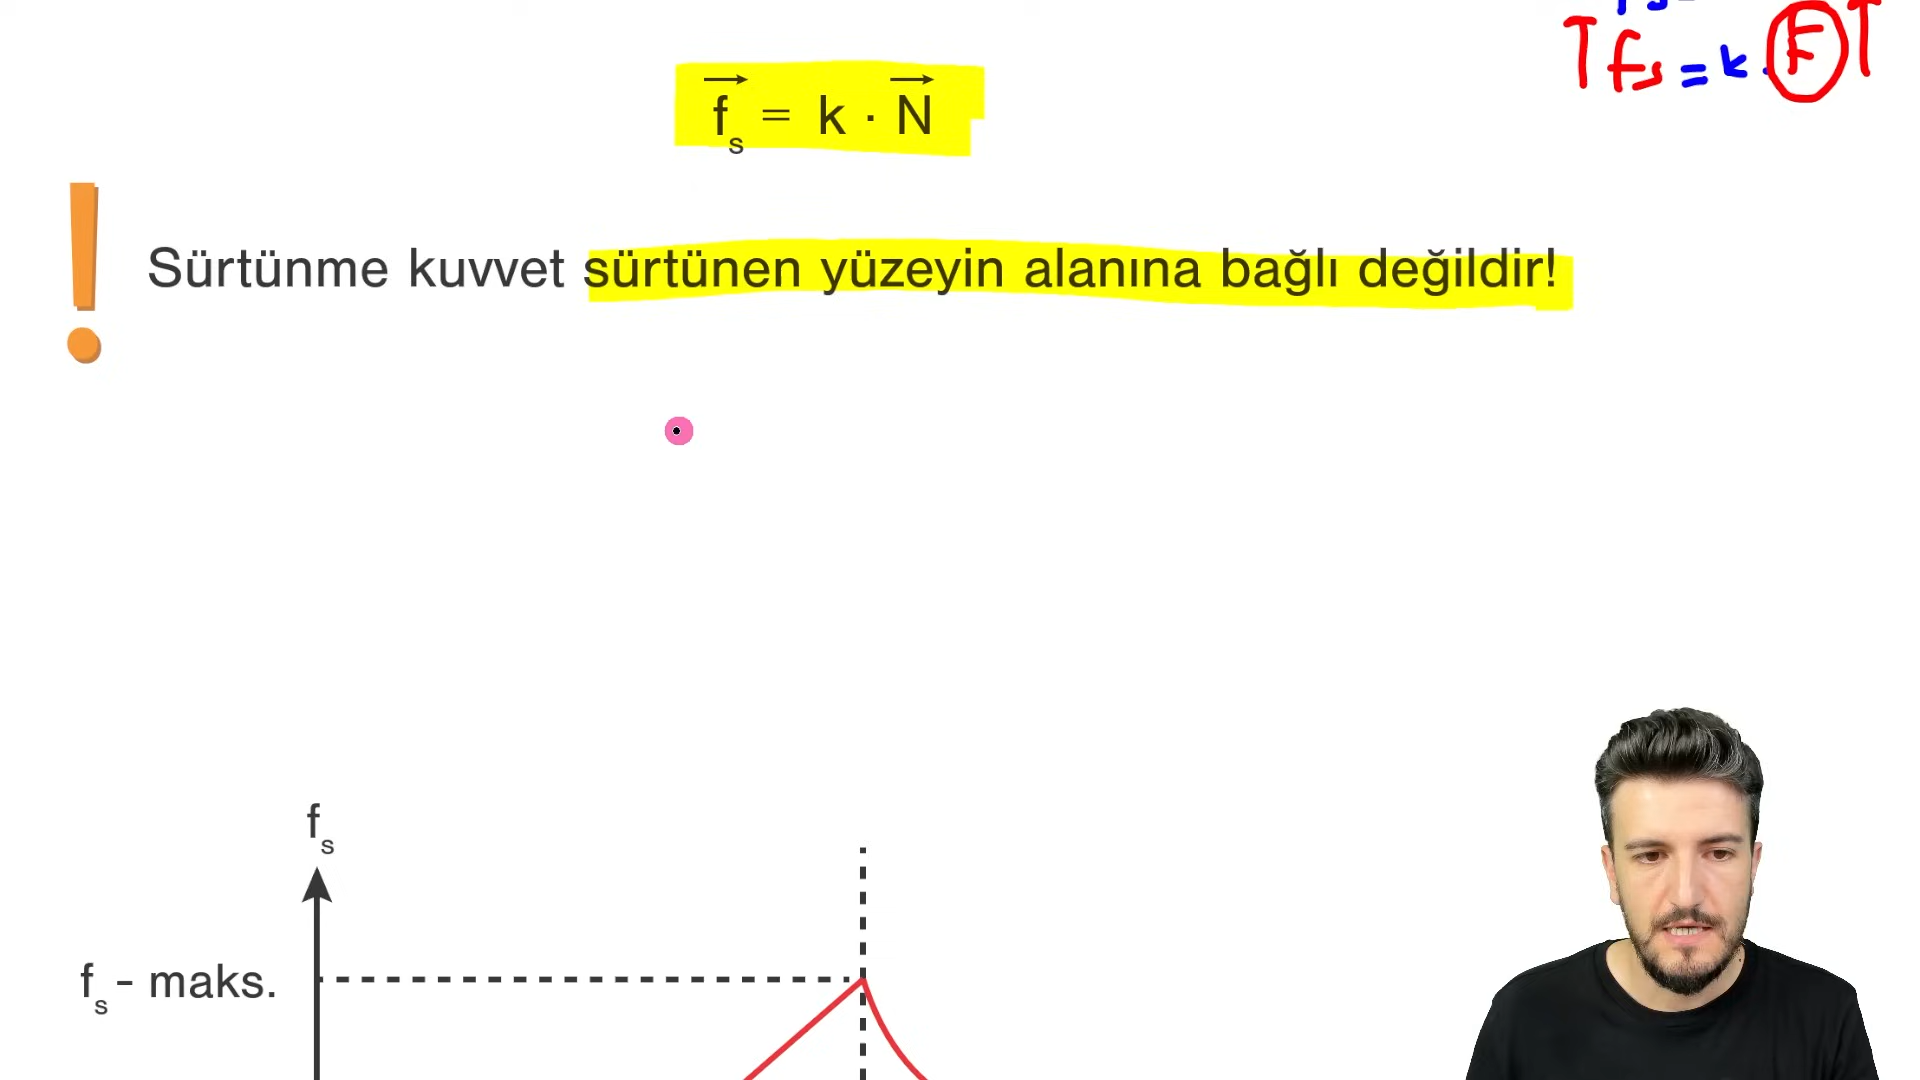 fs = k . F
f⃗s = k · N⃗
! Sürtünme kuvvet sürtünen yüzeyin alanına bağlı değildir!
fs
fs - maks.